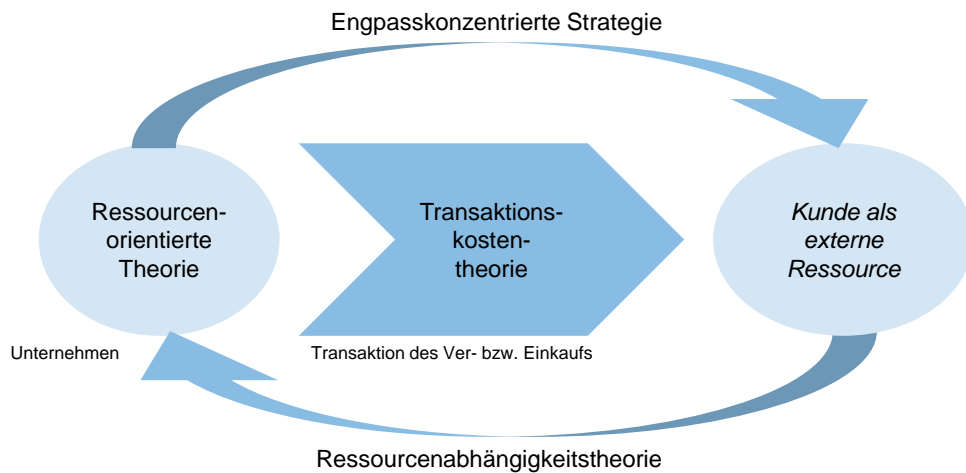 Engpasskonzentrierte Strategie
Ressourcen-
orientierte
Theorie
Transaktions-
kosten-
theorie
Kunde als
externe
Ressource
Unternehmen
Transaktion des Ver- bzw. Einkaufs
Ressourcenabhängigkeitstheorie